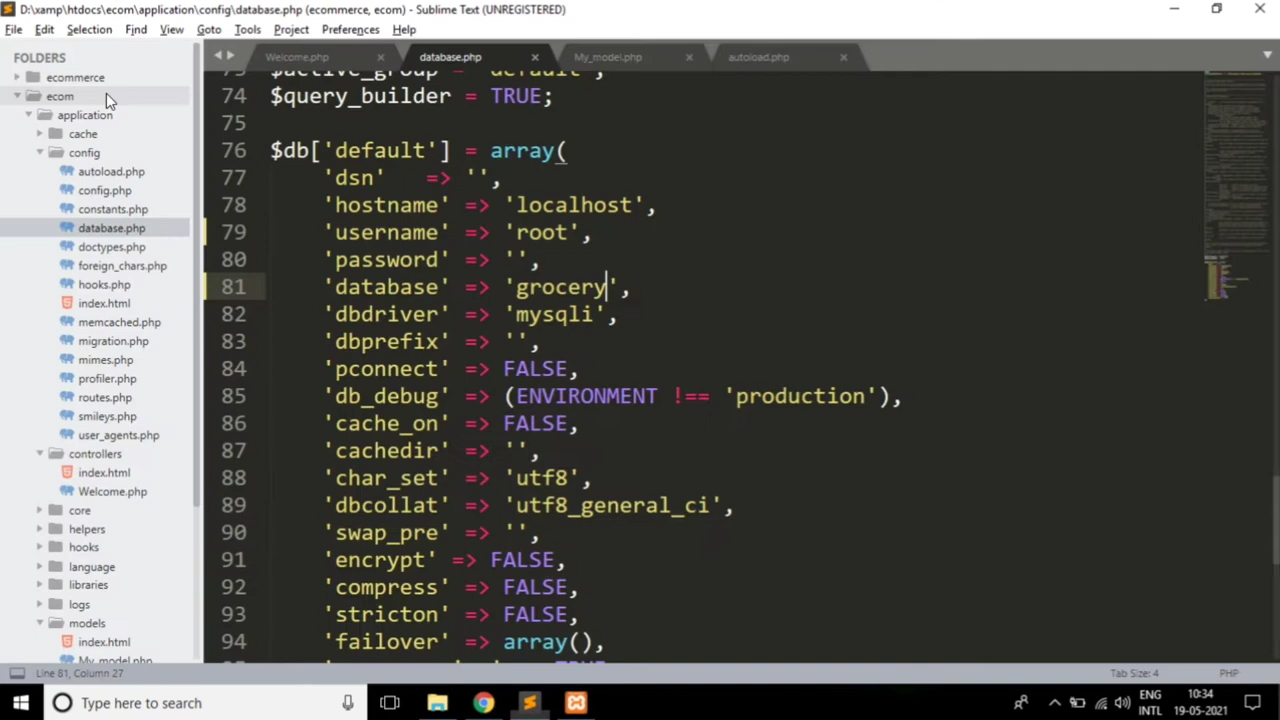 D:\xamp\htdocs\ecom\application\config\database.php (ecommerce, ecom) - Sublime Text (UNREGISTERED)
File Edit Selection Find View Goto Tools Project Preferences Help
FOLDERS
ecommerce
ecom
application
cache
config
autoload.php
config.php
constants.php
database.php
doctypes.php
foreign_chars.php
hooks.php
index.html
memcached.php
migration.php
mimes.php
profiler.php
routes.php
smileys.php
user_agents.php
controllers
index.html
Welcome.php
core
helpers
hooks
language
libraries
logs
models
index.html
My_model.php
Welcome.php database.php My_model.php autoload.php
73 $active_group = 'default';
74 $query_builder = TRUE;
75
76 $db['default'] = array(
77 'dsn' => '',
78 'hostname' => 'localhost',
79 'username' => 'root',
80 'password' => '',
81 'database' => 'grocery',
82 'dbdriver' => 'mysqli',
83 'dbprefix' => '',
84 'pconnect' => FALSE,
85 'db_debug' => (ENVIRONMENT !== 'production'),
86 'cache_on' => FALSE,
87 'cachedir' => '',
88 'char_set' => 'utf8',
89 'dbcollat' => 'utf8_general_ci',
90 'swap_pre' => '',
91 'encrypt' => FALSE,
92 'compress' => FALSE,
93 'stricton' => FALSE,
94 'failover' => array(),
Line 81, Column 27 Tab Size: 4 PHP
Type here to search
ENG
INTL
10:34
19-05-2021